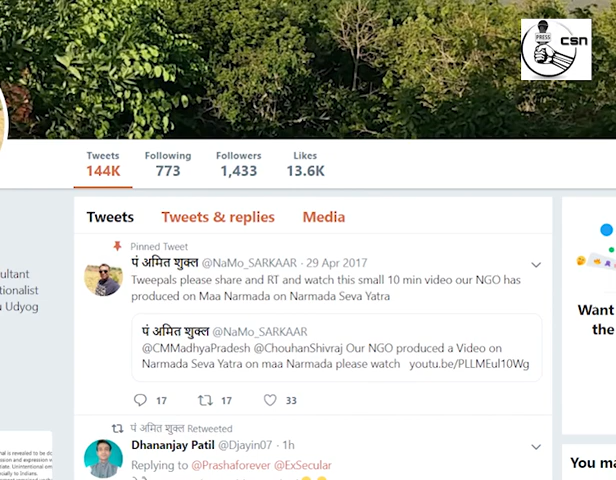 PRESS
CSN
Tweets Following Followers Likes
144K 773 1,433 13.6K
Tweets Tweets & replies Media
Pinned Tweet
पं अमित शुक्ल @NaMo_SARKAAR · 29 Apr 2017
Tweepals please share and RT and watch this small 10 min video our NGO has
produced on Maa Narmada on Narmada Seva Yatra
पं अमित शुक्ल @NaMo_SARKAAR
@CMMadhyaPradesh @ChouhanShivraj Our NGO produced a Video on
Narmada Seva Yatra on maa Narmada please watch youtu.be/PLLMEul10Wg
17 17 33
पं अमित शुक्ल Retweeted
Dhananjay Patil @Djayin07 · 1h
Replying to @Prashaforever @ExSecular
ultant
tionalist
Udyog
Want
the
You ma